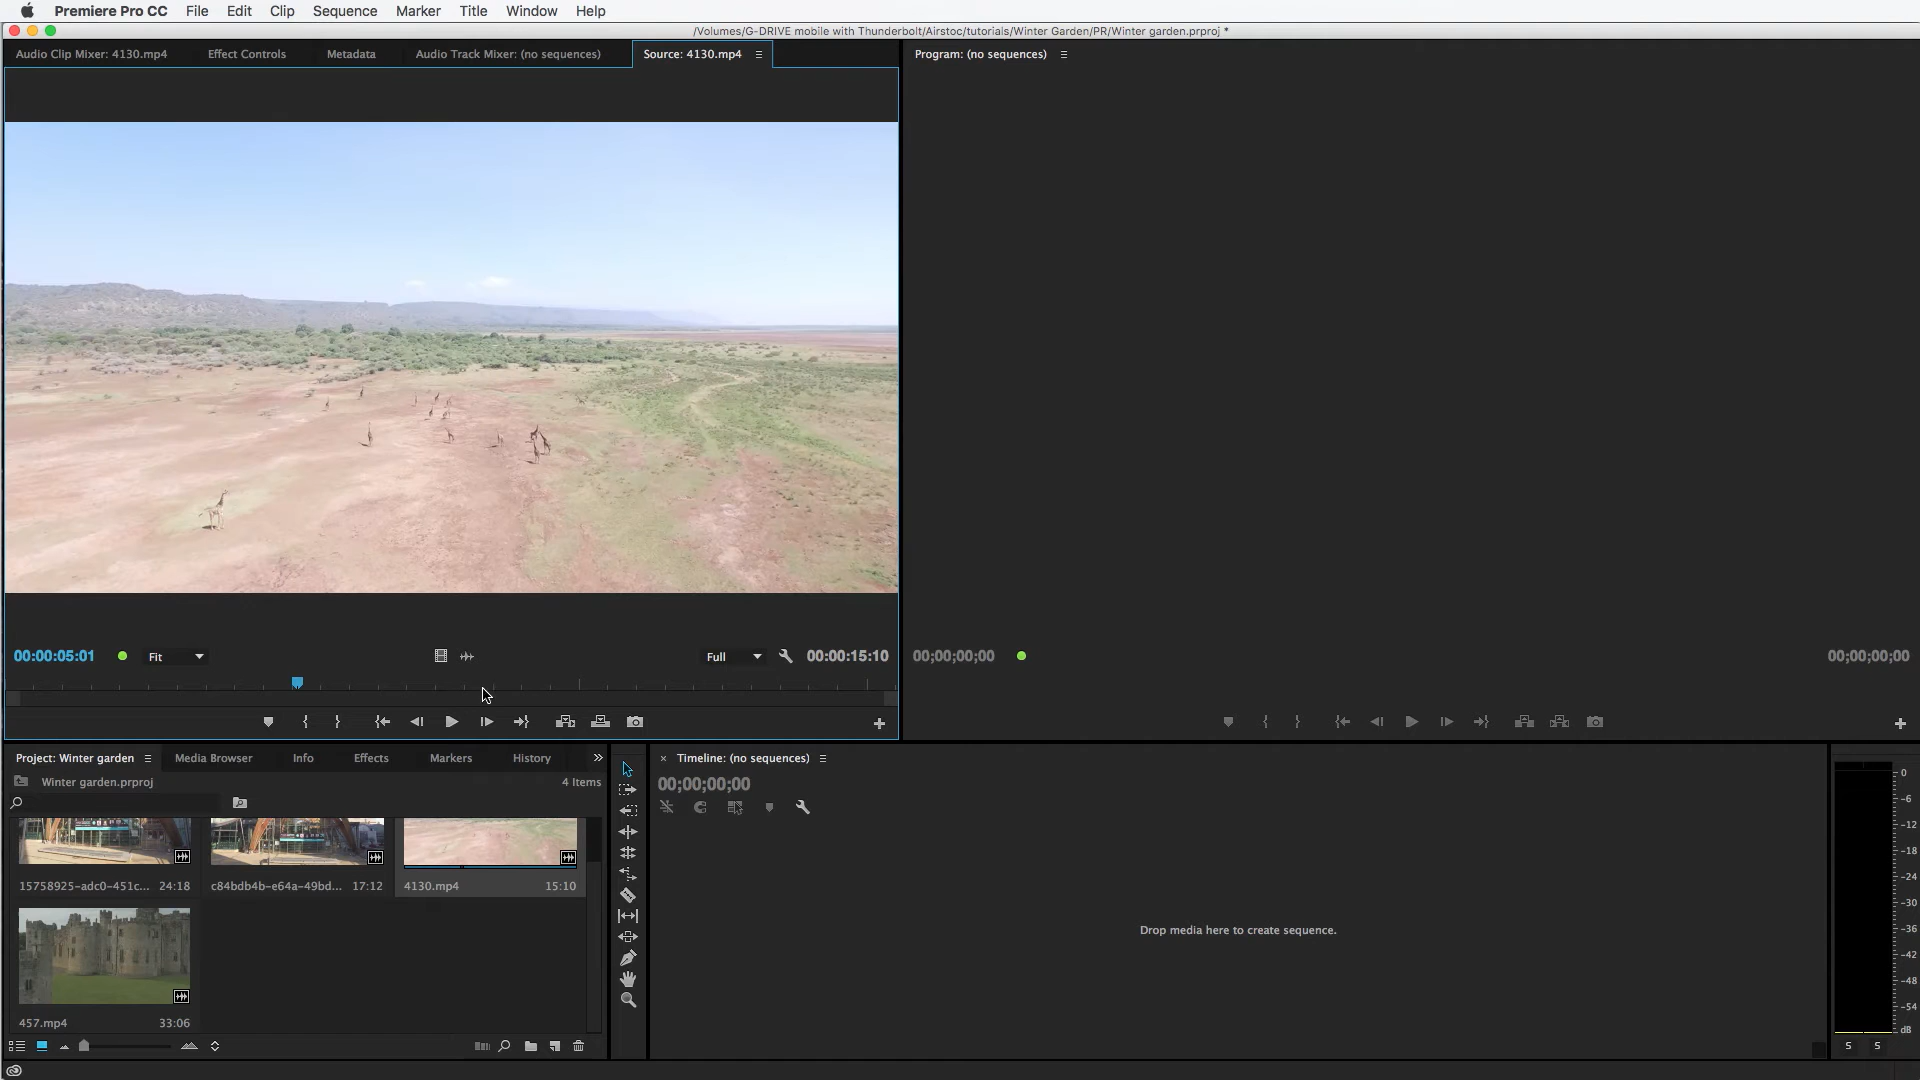 Premiere Pro CC File Edit Clip Sequence Marker Title Window Help
/Volumes/G-DRIVE mobile with Thunderbolt/Airstoc/tutorials/Winter Garden/PR/Winter garden.prproj *
Audio Clip Mixer: 4130.mp4 Effect Controls Metadata Audio Track Mixer: (no sequences) Source: 4130.mp4 Program: (no sequences)
00:00:05:01 Fit Full 00:00:15:10 00;00;00;00 00;00;00;00
Project: Winter garden Media Browser Info Effects Markers History
Winter garden.prproj 4 Items
15758925-adc0-451c... 24:18 c84bdb4b-e64a-49bd... 17:12 4130.mp4 15:10
457.mp4 33:06
× Timeline: (no sequences)
00;00;00;00
Drop media here to create sequence.
0
-6
-12
-18
-24
-30
-36
-42
-48
-54
dB
S S